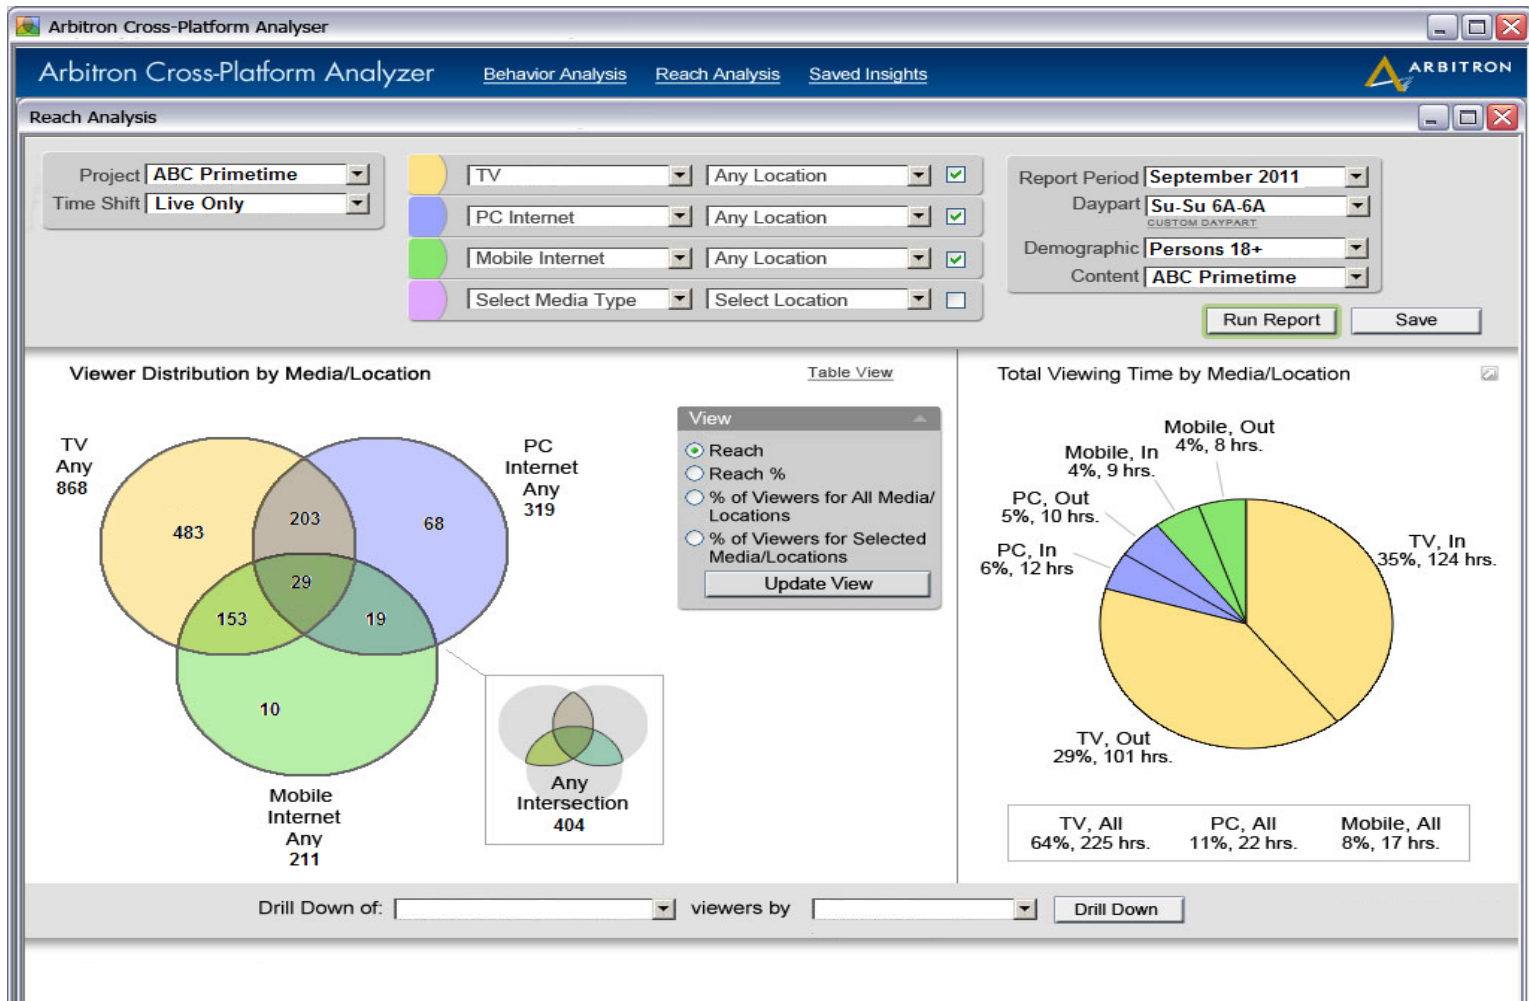 Arbitron Cross-Platform Analyser
Arbitron Cross-Platform Analyzer
Behavior Analysis
Reach Analysis
Saved Insights
ARBITRON
Reach Analysis
Project
ABC Primetime
Time Shift
Live Only
TV
Any Location
PC Internet
Any Location
Mobile Internet
Any Location
Select Media Type
Select Location
Report Period
September 2011
Daypart
Su-Su 6A-6A
CUSTOM DAYPART
Demographic
Persons 18+
Content
ABC Primetime
Run Report
Save
Viewer Distribution by Media/Location
Table View
TV
Any
868
PC
Internet
Any
319
483
203
68
29
153
19
10
Mobile
Internet
Any
211
Any
Intersection
404
View
Reach
Reach %
% of Viewers for All Media/
Locations
% of Viewers for Selected
Media/Locations
Update View
Total Viewing Time by Media/Location
Mobile, Out
4%, 8 hrs.
Mobile, In
4%, 9 hrs.
PC, Out
5%, 10 hrs.
PC, In
6%, 12 hrs
TV, In
35%, 124 hrs.
TV, Out
29%, 101 hrs.
TV, All
64%, 225 hrs.
PC, All
11%, 22 hrs.
Mobile, All
8%, 17 hrs.
Drill Down of:
viewers by
Drill Down